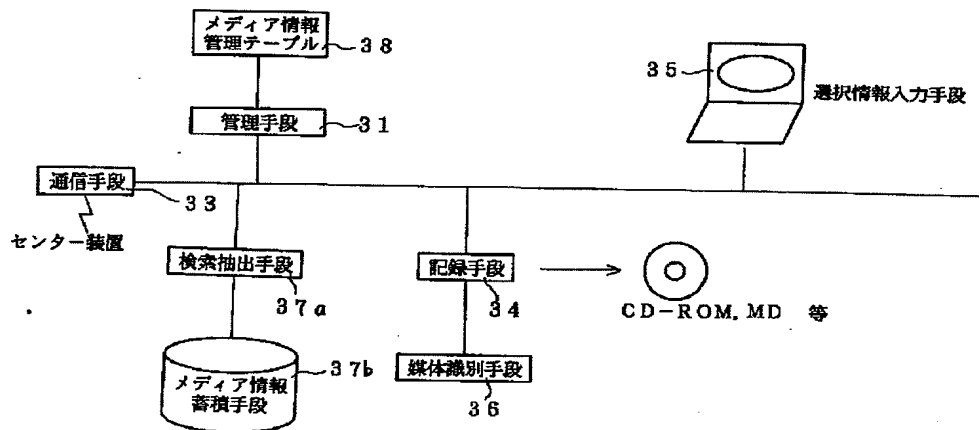 メディア情報
管理テーブル
38
35
選択情報入力手段
管理手段
31
通信手段
33
センター装置
検索抽出手段
37a
記録手段
34
CD-ROM.MD 等
メディア情報
蓄積手段
37b
媒体識別手段
36